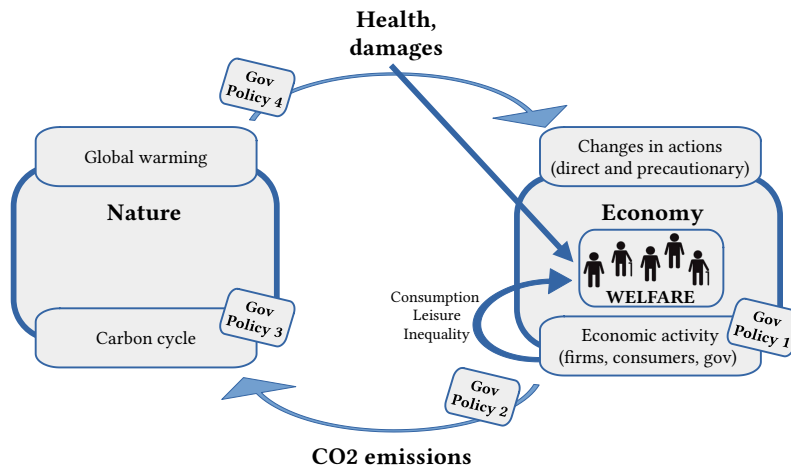 Health,
damages
Gov
Policy 4
Global warming
Changes in actions
(direct and precautionary)
Nature
Economy
WELFARE
Consumption
Leisure
Inequality
Gov
Policy 3
Carbon cycle
Economic activity
(firms, consumers, gov)
Gov
Policy 1
Gov
Policy 2
CO2 emissions